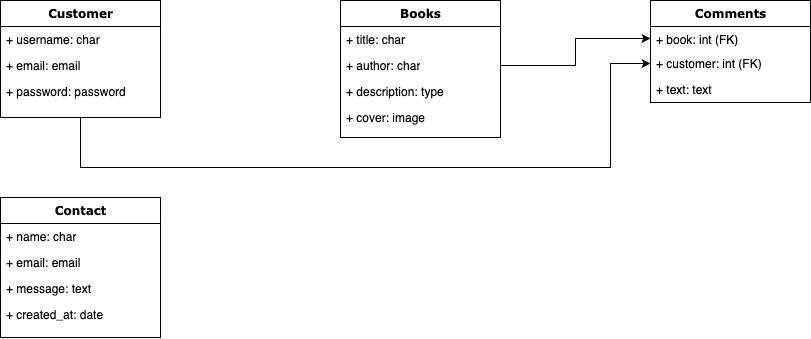 Customer
+ username: char
+ email: email
+ password: password
Books
+ title: char
+ author: char
+ description: type
+ cover: image
Comments
+ book: int (FK)
+ customer: int (FK)
+ text: text
Contact
+ name: char
+ email: email
+ message: text
+ created_at: date